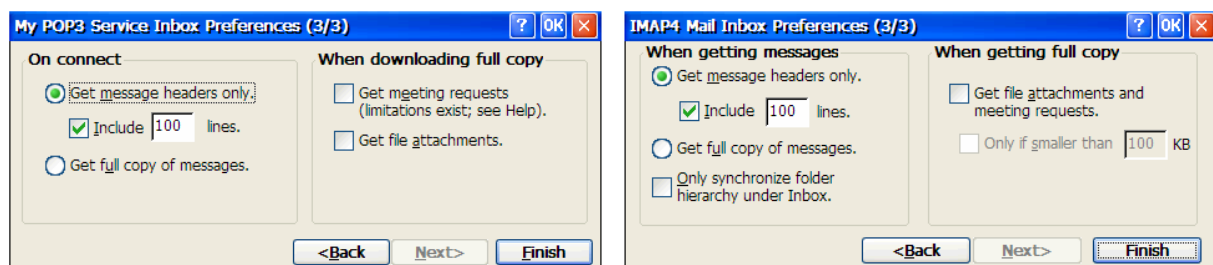 My POP3 Service Inbox Preferences (3/3)
? OK X
On connect
Get message headers only.
Include 100 lines.
Get full copy of messages.
When downloading full copy
Get meeting requests
(limitations exist; see Help).
Get file attachments.
<Back Next> Finish
IMAP4 Mail Inbox Preferences (3/3)
? OK X
When getting messages
Get message headers only.
Include 100 lines.
Get full copy of messages.
Only synchronize folder
hierarchy under Inbox.
When getting full copy
Get file attachments and
meeting requests.
Only if smaller than 100 KB
<Back Next> Finish